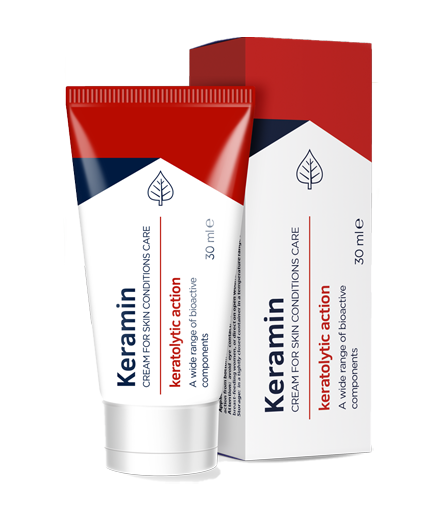 Keramin
CREAM FOR SKIN CONDITIONS CARE
keratolytic action
A wide range of bioactive
components
30 ml e
Keramin
CREAM FOR SKIN CONDITIONS CARE
keratolytic action
A wide range of bioactive
components
30 ml e